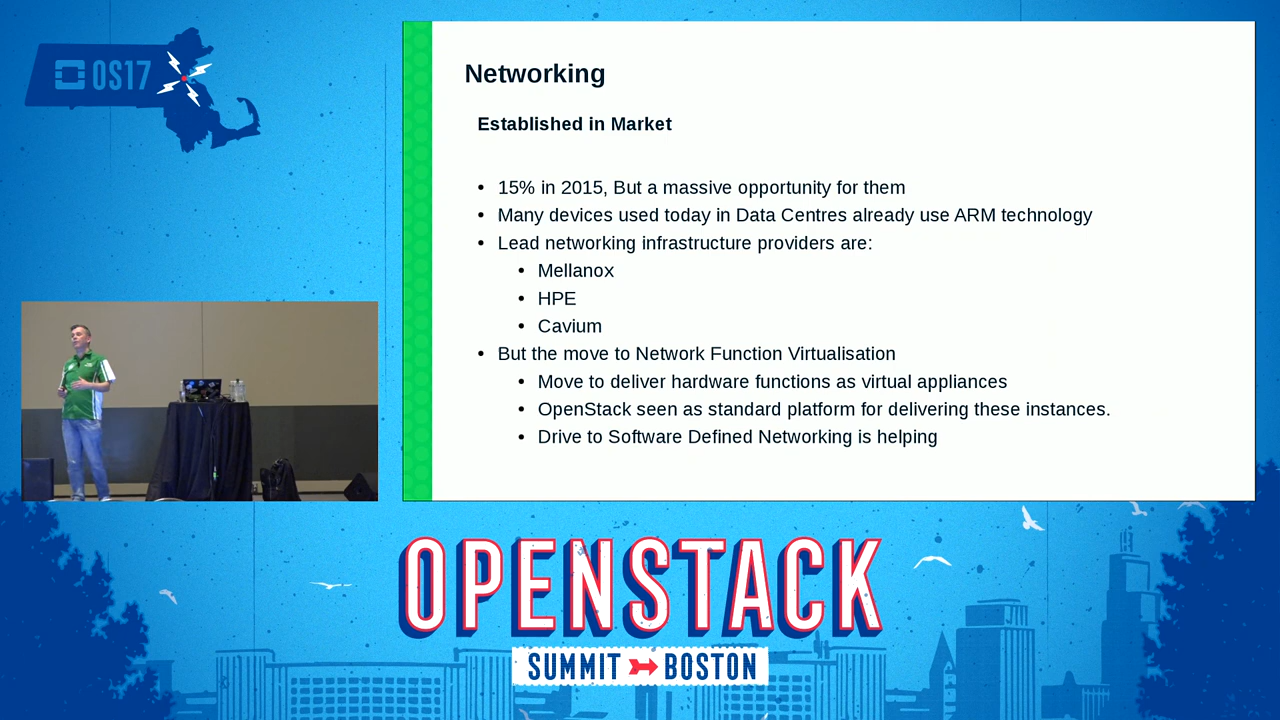 OS17
Networking
Established in Market
• 15% in 2015, But a massive opportunity for them
• Many devices used today in Data Centres already use ARM technology
• Lead networking infrastructure providers are:
• Mellanox
• HPE
• Cavium
• But the move to Network Function Virtualisation
• Move to deliver hardware functions as virtual appliances
• OpenStack seen as standard platform for delivering these instances.
• Drive to Software Defined Networking is helping
OPENSTACK
SUMMIT BOSTON